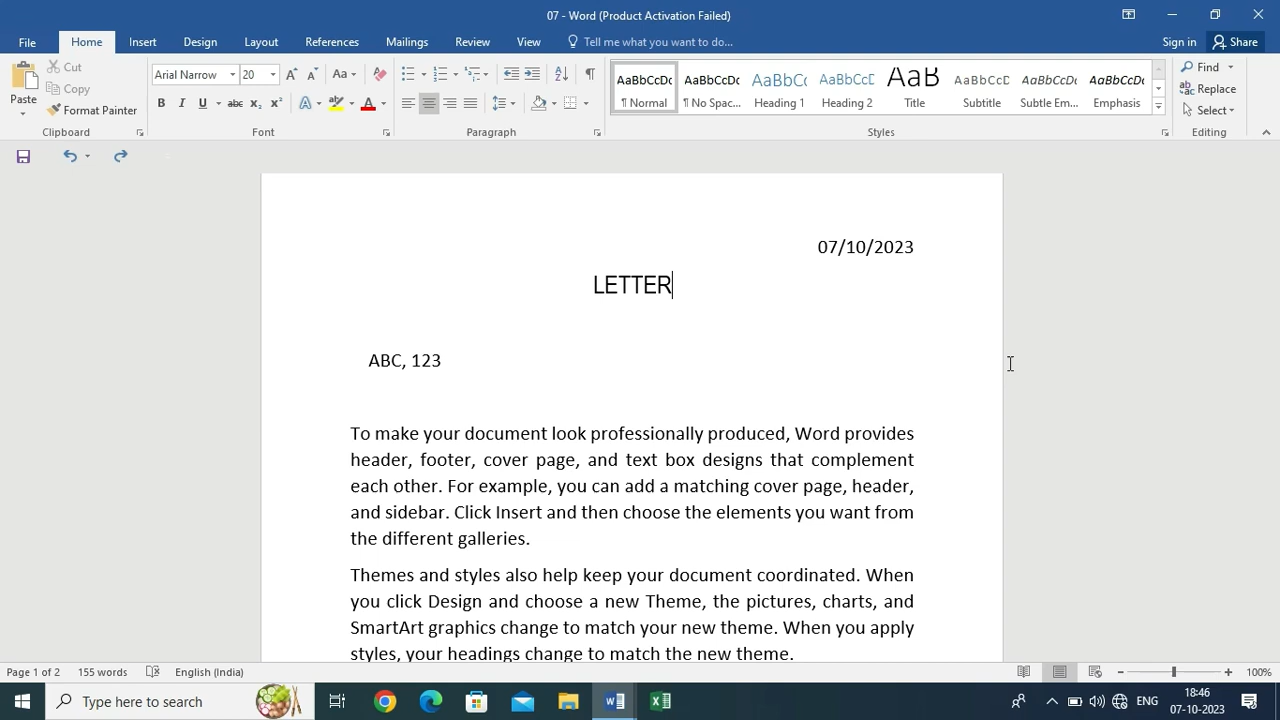 07 - Word (Product Activation Failed)
File Home Insert Design Layout References Mailings Review View Tell me what you want to do... Sign in Share
Paste Cut Copy Format Painter
Arial Narrow 20 Aa
B I U abc x₂ x² A A
AaBbCcDc AaBbCcDc AaBbCc AaBbCcE AaB AaBbCcD AaBbCcD AaBbCcDc
¶ Normal ¶ No Spac... Heading Heading 2 Title Subtitle Subtle Em... Emphasis
Find
Replace
Select
Clipboard Font Paragraph Styles Editing
07/10/2023
LETTER
ABC, 123
To make your document look professionally produced, Word provides
header, footer, cover page, and text box designs that complement
each other. For example, you can add a matching cover page, header,
and sidebar. Click Insert and then choose the elements you want from
the different galleries.
Themes and styles also help keep your document coordinated. When
you click Design and choose a new Theme, the pictures, charts, and
SmartArt graphics change to match your new theme. When you apply
styles, your headings change to match the new theme.
Page 1 of 2 155 words English (India) 100%
Type here to search ENG 18:46
07-10-2023